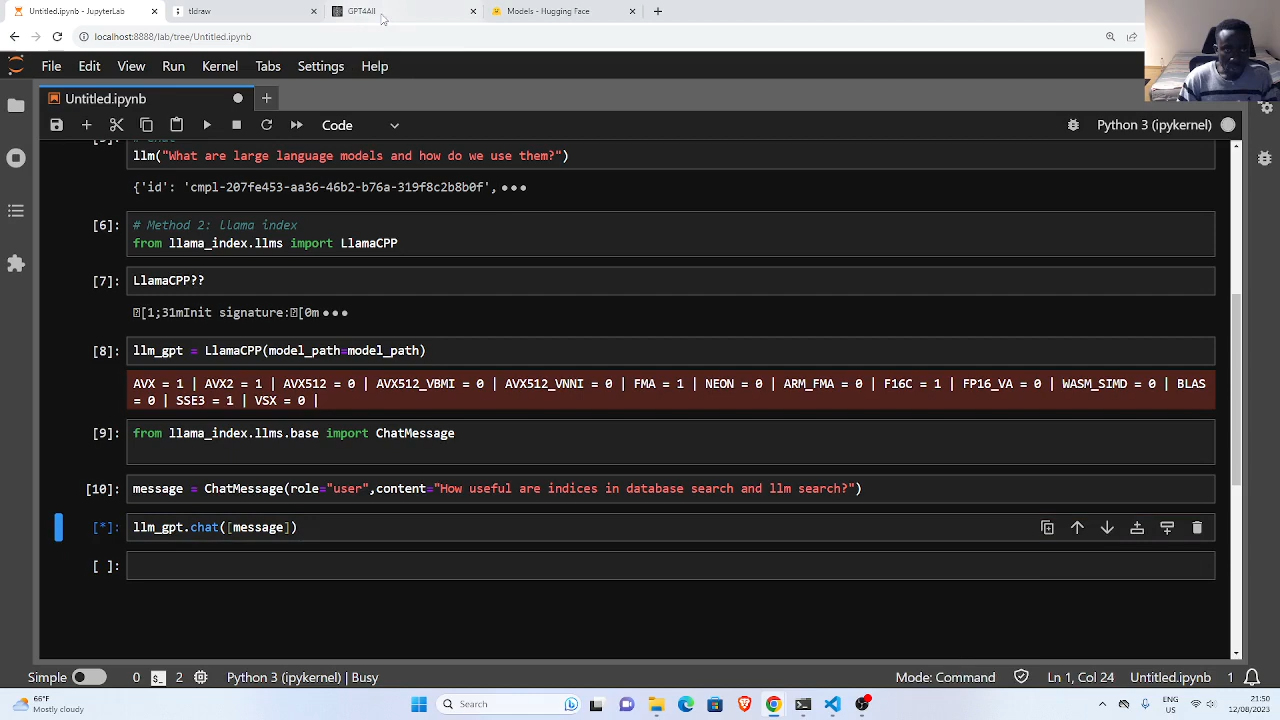 Untitled.ipynb - JupyterLab
tldraw
GPT4All
Models - Hugging Face
localhost:8888/lab/tree/Untitled.ipynb
File Edit View Run Kernel Tabs Settings Help
Untitled.ipynb
Code
Python 3 (ipykernel)
llm("What are large language models and how do we use them?")
{'id': 'cmpl-207fe453-aa36-46b2-b76a-319f8c2b8b0f',
[6]: # Method 2: Llama index
from llama_index.llms import LlamaCPP
[7]: LlamaCPP??
[1;31mInit signature:[0m
[8]: llm_gpt = LlamaCPP(model_path=model_path)
AVX = 1 | AVX2 = 1 | AVX512 = 0 | AVX512_VBMI = 0 | AVX512_VNNI = 0 | FMA = 1 | NEON = 0 | ARM_FMA = 0 | F16C = 1 | FP16_VA = 0 | WASM_SIMD = 0 | BLAS
= 0 | SSE3 = 1 | VSX = 0 |
[9]: from llama_index.llms.base import ChatMessage
[10]: message = ChatMessage(role="user",content="How useful are indices in database search and llm search?")
[*]: llm_gpt.chat([message])
[ ]:
Simple 0 2 Python 3 (ipykernel) | Busy Mode: Command Ln 1, Col 24 Untitled.ipynb 1
66°F
Mostly cloudy
Search
ENG
US
21:50
12/08/2023